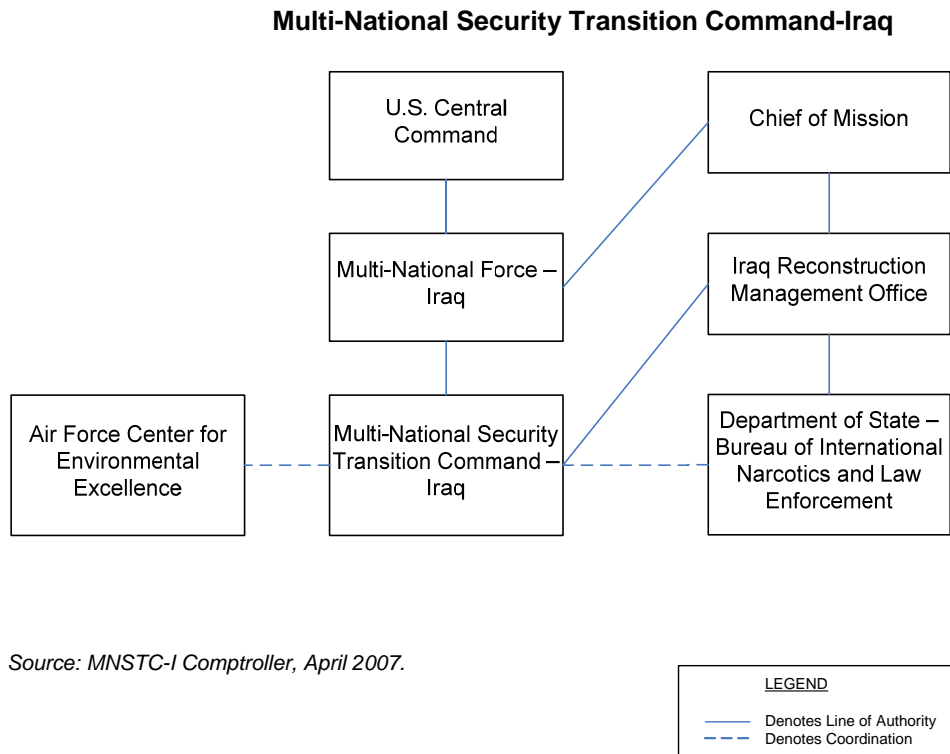 Multi-National Security Transition Command-Iraq
U.S. Central
Command
Chief of Mission
Multi-National Force –
Iraq
Iraq Reconstruction
Management Office
Air Force Center for
Environmental
Excellence
Multi-National Security
Transition Command –
Iraq
Department of State –
Bureau of International
Narcotics and Law
Enforcement
Source: MNSTC-I Comptroller, April 2007.
LEGEND
Denotes Line of Authority
Denotes Coordination